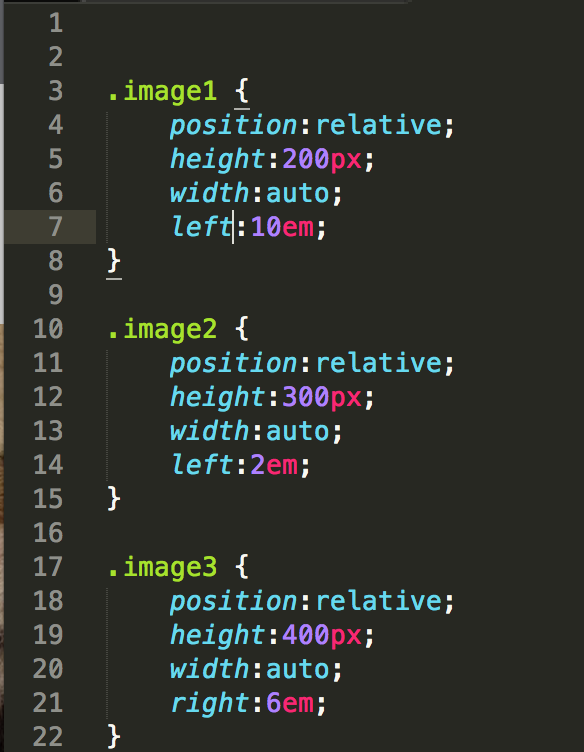 1
2
3 .image1 {
4 position:relative;
5 height:200px;
6 width:auto;
7 left:10em;
8 }
9
10 .image2 {
11 position:relative;
12 height:300px;
13 width:auto;
14 left:2em;
15 }
16
17 .image3 {
18 position:relative;
19 height:400px;
20 width:auto;
21 right:6em;
22 }